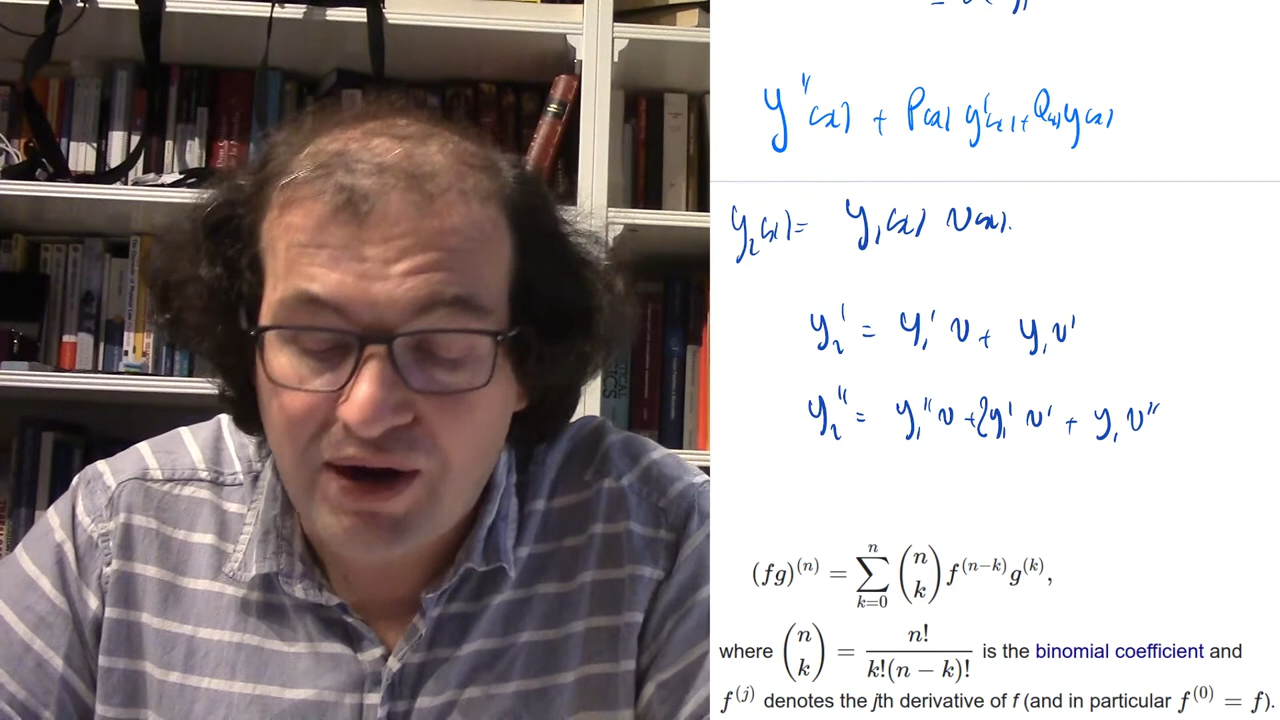 y''(x) + P(x) y'(x) + Q(x) y(x)
y₂(x) = y₁(x) v(x).
y₂' = y₁' v + y₁ v'
y₂'' = y₁'' v + 2y₁' v' + y₁ v''
(fg)^{(n)} = \sum_{k=0}^{n} \binom{n}{k} f^{(n-k)} g^{(k)},
where \binom{n}{k} = \frac{n!}{k!(n-k)!} is the binomial coefficient and
f^{(j)} denotes the jth derivative of f (and in particular f^{(0)} = f).